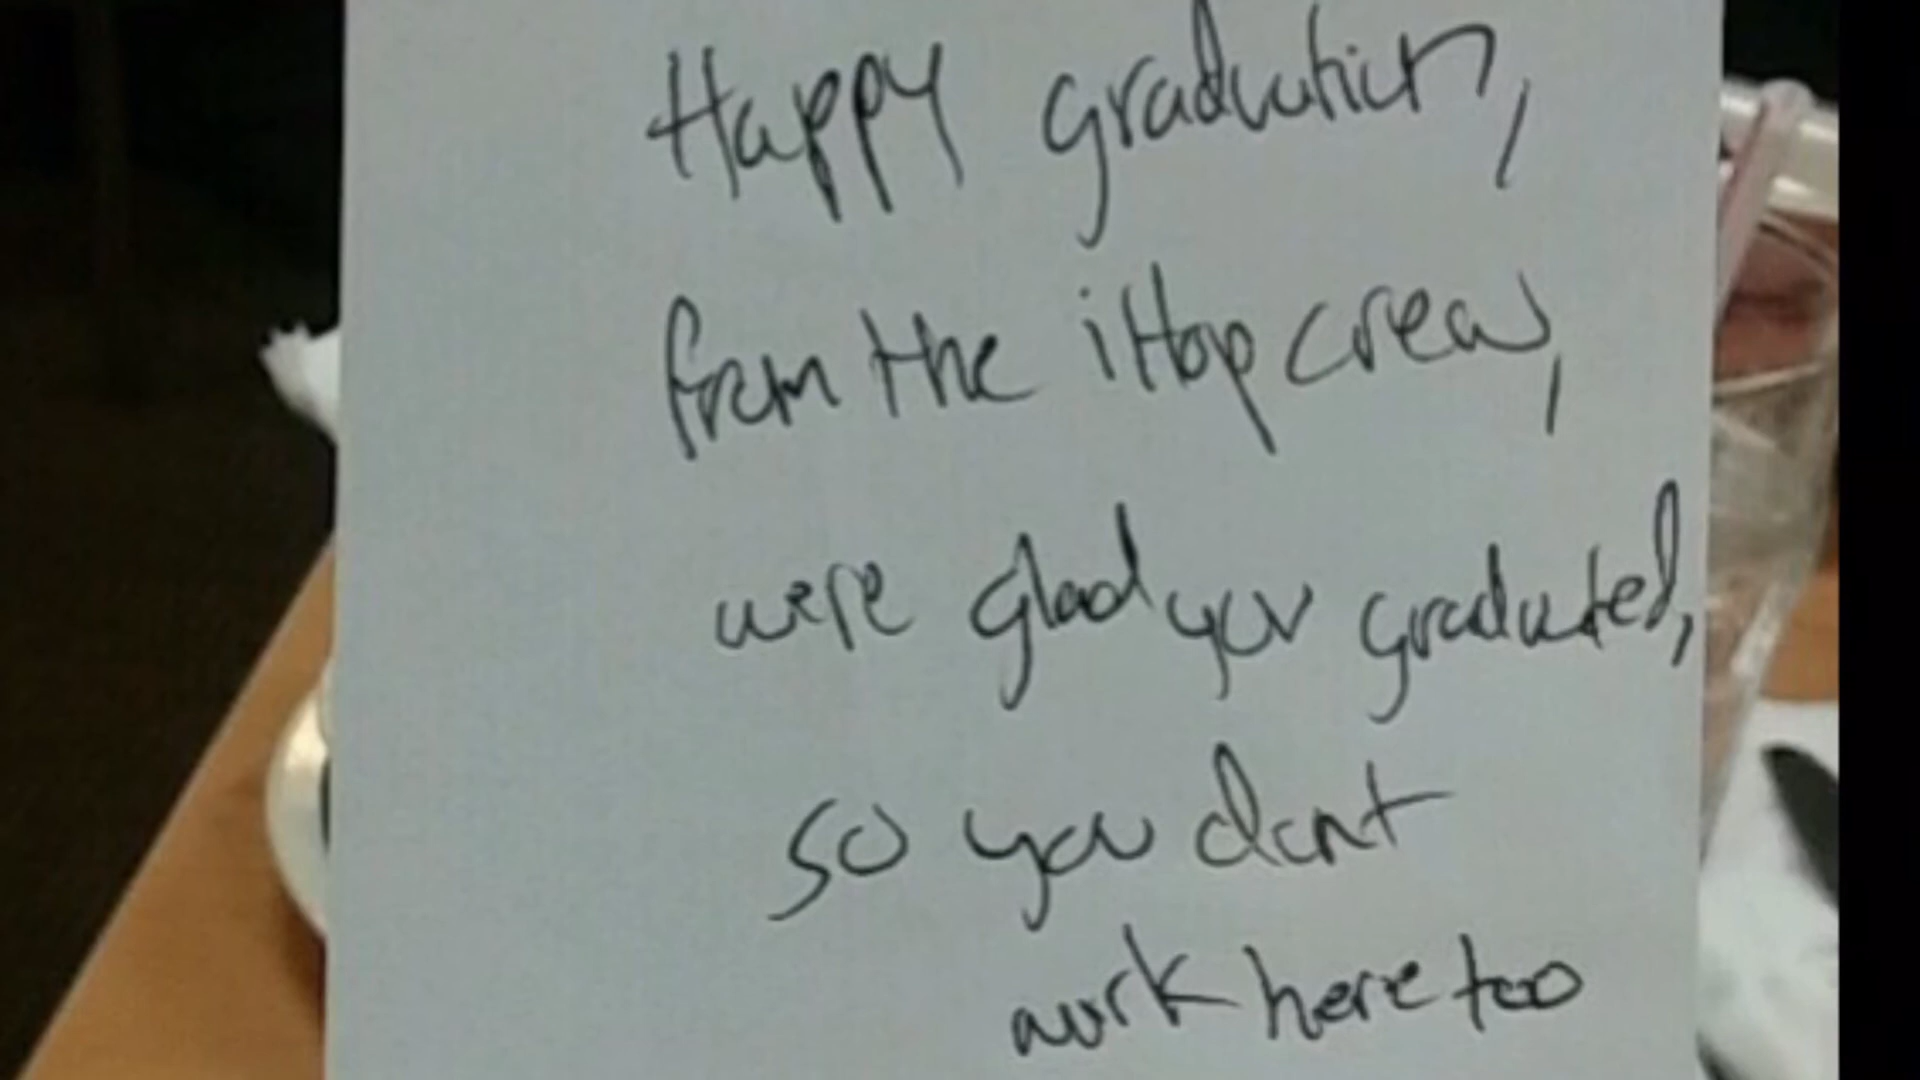 Happy graduation,
from the iHop crew,
were glad you graduated,
so you dont
work here too